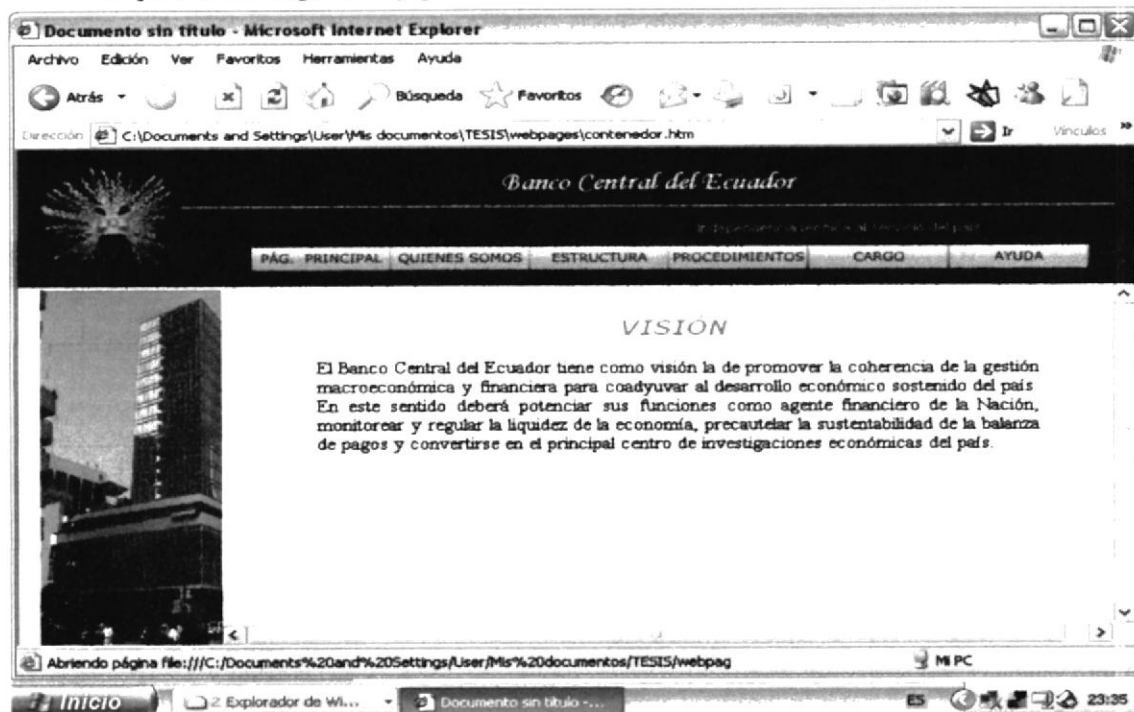 Documento sin título - Microsoft Internet Explorer
Archivo Edición Ver Favoritos Herramientas Ayuda
Atrás Búsqueda Favoritos
Dirección C:\Documents and Settings\User\Mis documentos\TESIS\webpages\contenedor.htm Ir Vínculos »
Banco Central del Ecuador
Independencia técnica al servicio del país
PÁG. PRINCIPAL QUIENES SOMOS ESTRUCTURA PROCEDIMIENTOS CARGO AYUDA
VISIÓN
El Banco Central del Ecuador tiene como visión la de promover la coherencia de la gestión
macroeconómica y financiera para coadyuvar al desarrollo económico sostenido del país
En este sentido deberá potenciar sus funciones como agente financiero de la Nación,
monitorear y regular la liquidez de la economía, precautelar la sustentabilidad de la balanza
de pagos y convertirse en el principal centro de investigaciones económicas del país.
Abriendo página file:///C:/Documents%20and%20Settings/User/Mis%20documentos/TESIS/webpag MI PC
Inicio 2 Explorador de Wi... Documento sin título -... ES 23:35